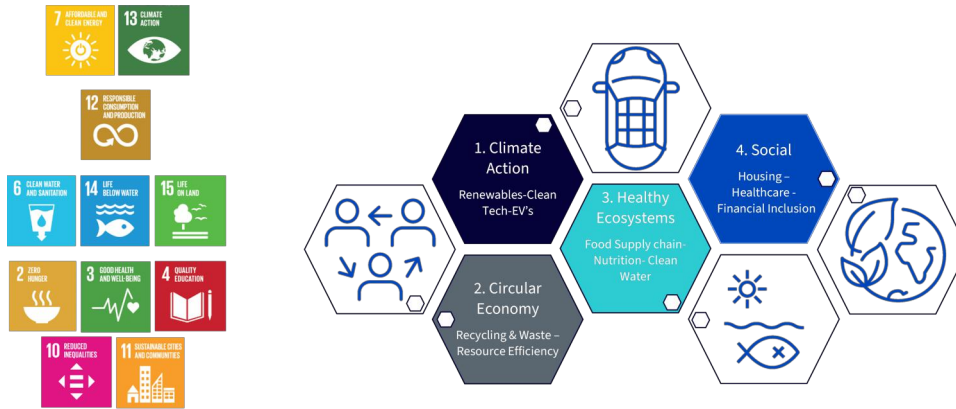 7 AFFORDABLE AND
CLEAN ENERGY
13 CLIMATE
ACTION
12 RESPONSIBLE
CONSUMPTION
AND PRODUCTION
6 CLEAN WATER
AND SANITATION
14 LIFE
BELOW WATER
15 LIFE
ON LAND
2 ZERO
HUNGER
3 GOOD HEALTH
AND WELL-BEING
4 QUALITY
EDUCATION
10 REDUCED
INEQUALITIES
11 SUSTAINABLE CITIES
AND COMMUNITIES
1. Climate
Action
Renewables-Clean
Tech-EV's
2. Circular
Economy
Recycling & Waste –
Resource Efficiency
3. Healthy
Ecosystems
Food Supply chain-
Nutrition- Clean
Water
4. Social
Housing –
Healthcare -
Financial Inclusion